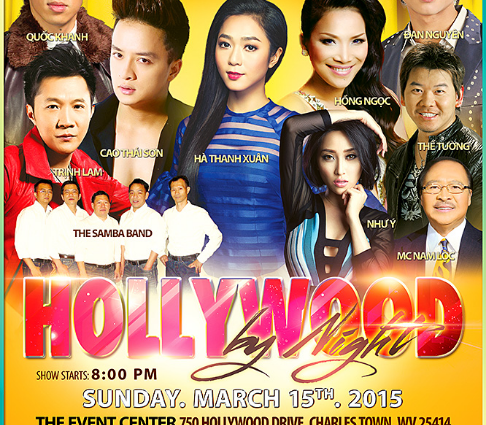 QUỐC KHANH
ĐAN NGUYEN
HỒNG NGỌC
CAO THÁI SƠN
HÀ THANH XUÂN
THẾ TƯỜNG
TRỊNH LAM
NHƯ Ý
THE SAMBA BAND
MC NAM LỘC
HOLLYWOOD
by Night
SHOW STARTS: 8:00 PM
SUNDAY. MARCH 15TH. 2015
THE EVENT CENTER 750 HOLLYWOOD DRIVE, CHARLES TOWN, WV 25414